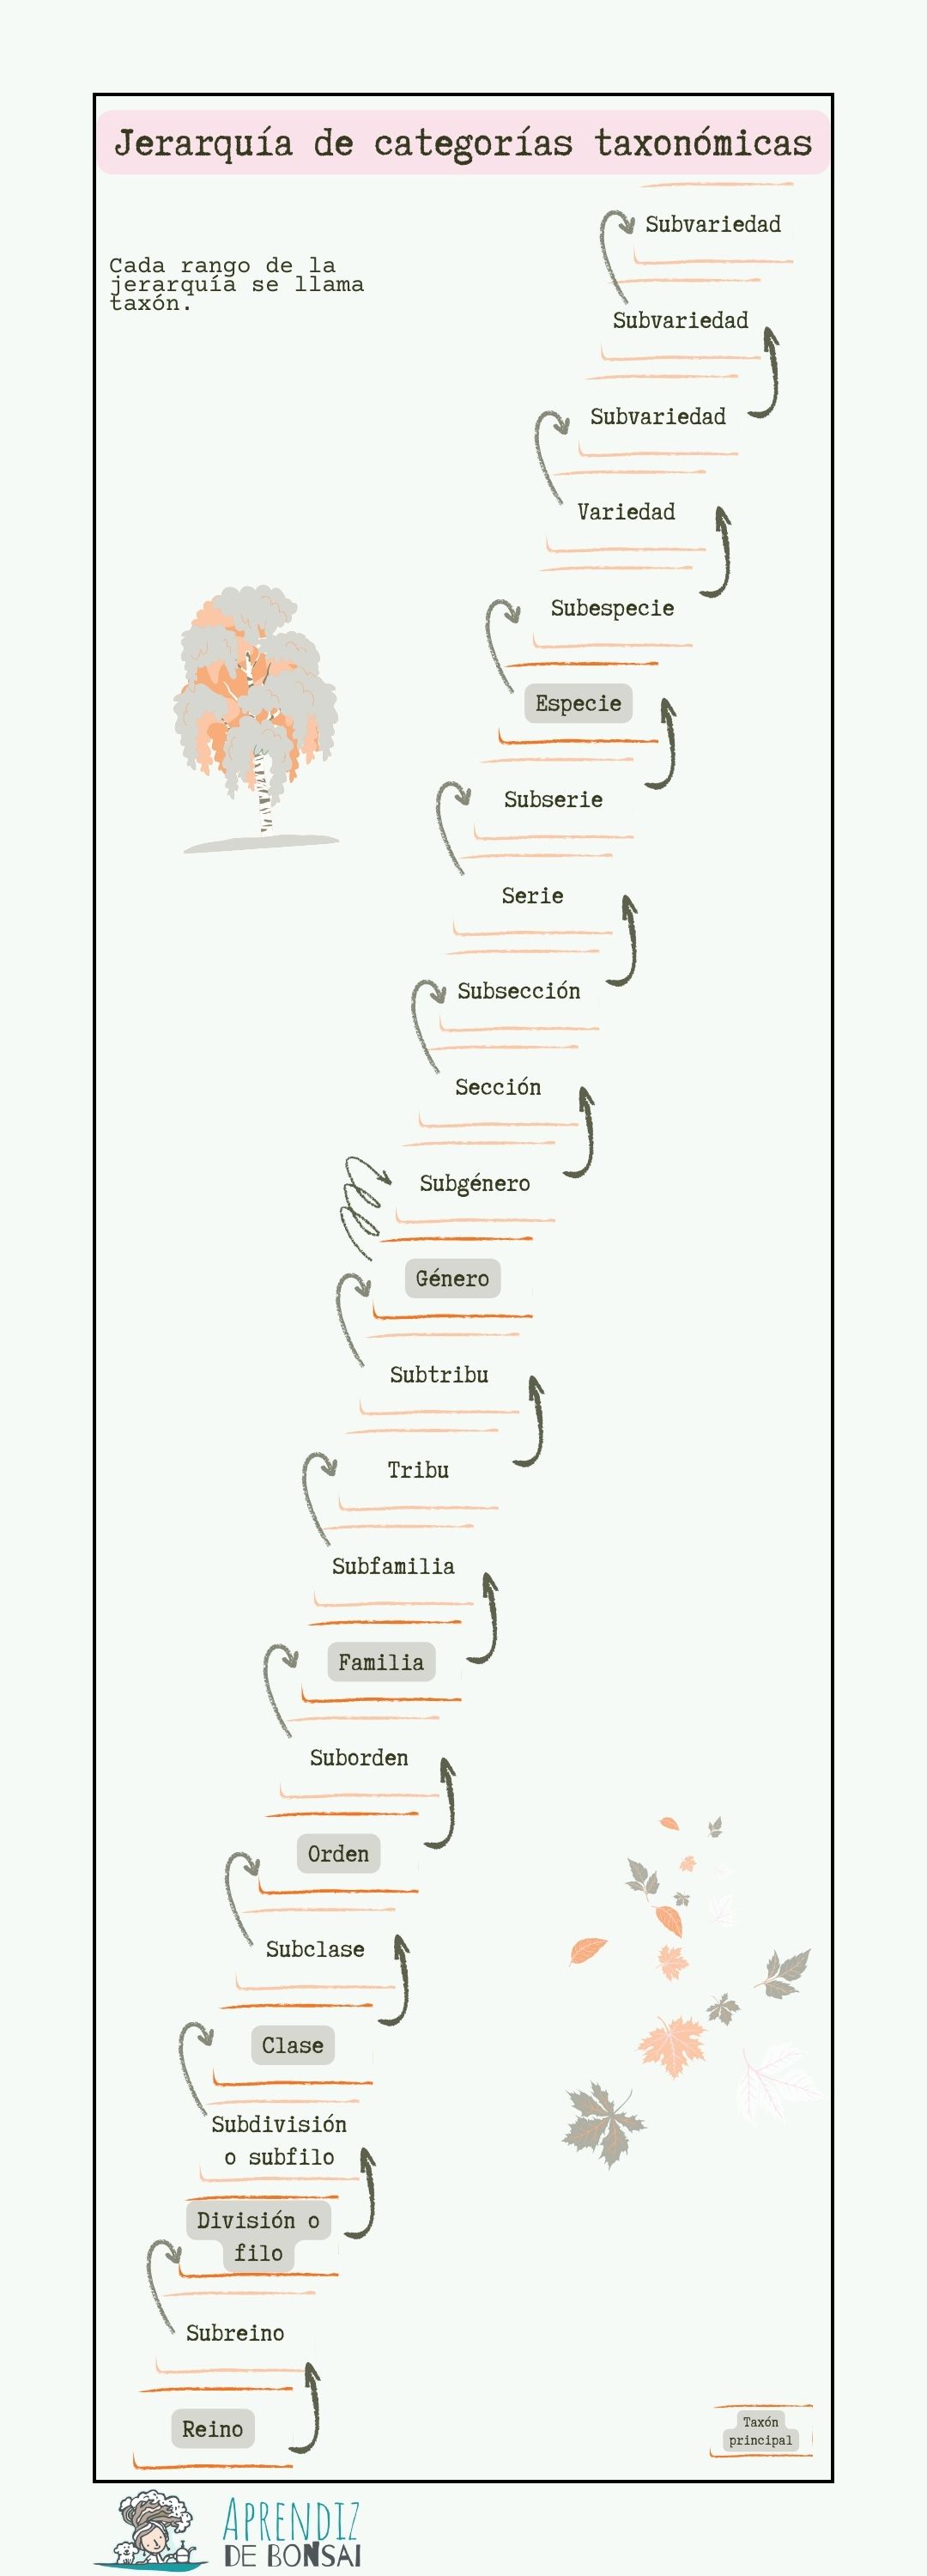 Jerarquía de categorías taxonómicas
Subvariedad
Cada rango de la
jerarquía se llama
taxón.
Subvariedad
Subvariedad
Variedad
Subespecie
Especie
Subserie
Serie
Subsección
Sección
Subgénero
Género
Subtribu
Tribu
Subfamilia
Familia
Suborden
Orden
Subclase
Clase
Subdivisión
o subfilo
División o
filo
Subreino
Reino
Taxón
principal
APRENDIZ
DE BONSAI